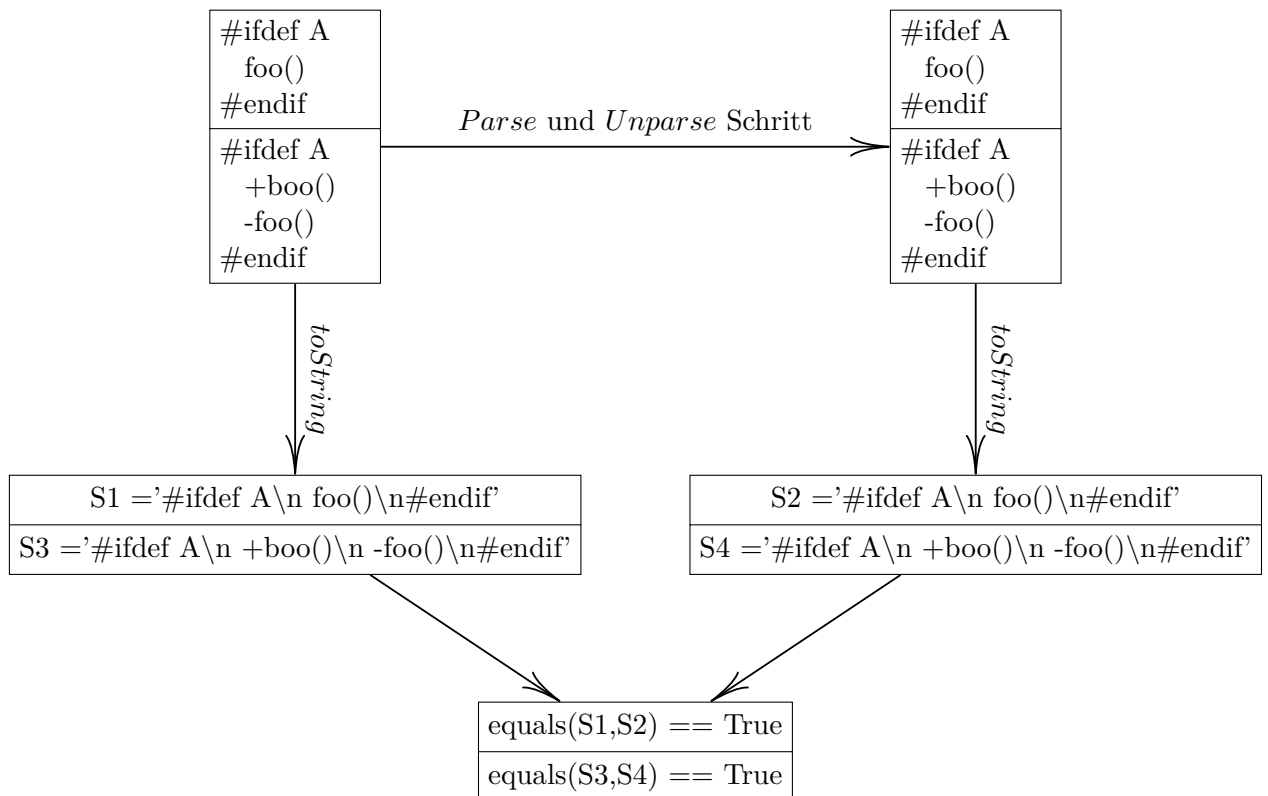 #ifdef A
foo()
#endif
#ifdef A
+boo()
-foo()
#endif
Parse und Unparse Schritt
#ifdef A
foo()
#endif
#ifdef A
+boo()
-foo()
#endif
toString
toString
S1 =’#ifdef A\n foo()\n#endif’
S3 =’#ifdef A\n +boo()\n -foo()\n#endif’
S2 =’#ifdef A\n foo()\n#endif’
S4 =’#ifdef A\n +boo()\n -foo()\n#endif’
equals(S1,S2) == True
equals(S3,S4) == True